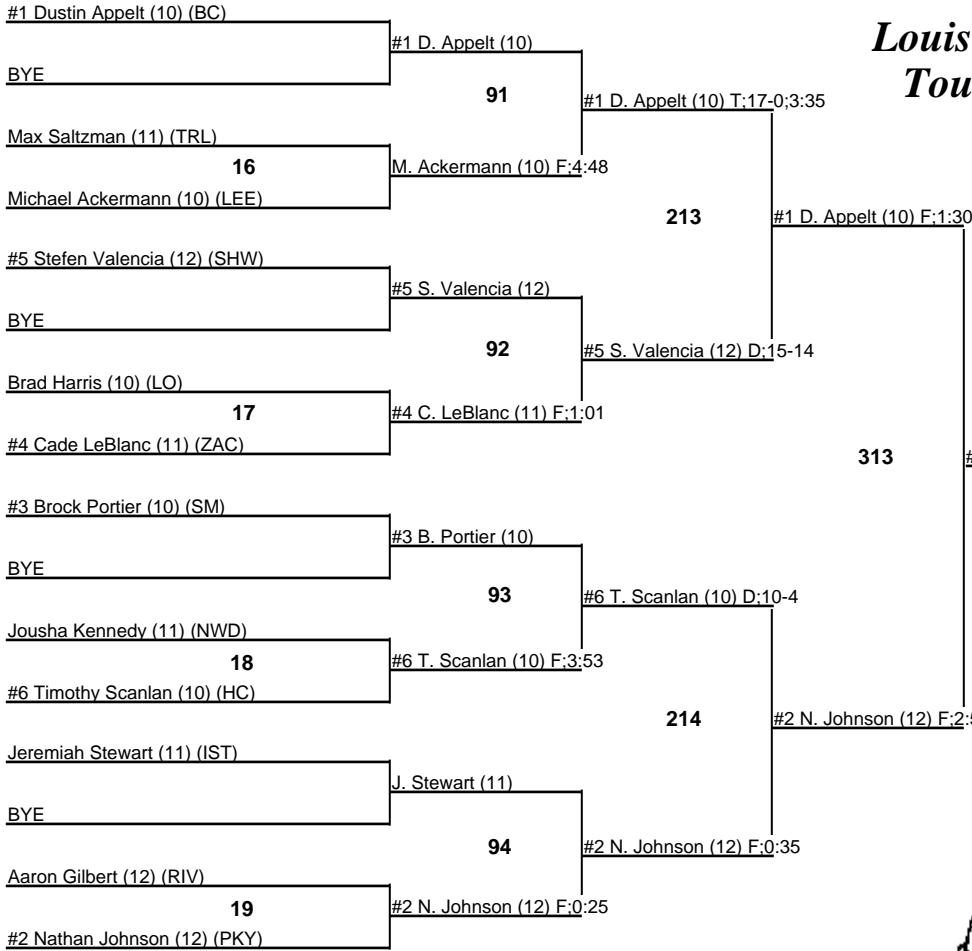 #1 Dustin Appelt (10) (BC)
BYE
Max Saltzman (11) (TRL)
16
Michael Ackermann (10) (LEE)
#5 Stefen Valencia (12) (SHW)
BYE
Brad Harris (10) (LO)
17
#4 Cade LeBlanc (11) (ZAC)
#3 Brock Portier (10) (SM)
BYE
Jousha Kennedy (11) (NWD)
18
#6 Timothy Scanlan (10) (HC)
Jeremiah Stewart (11) (IST)
BYE
Aaron Gilbert (12) (RIV)
19
#2 Nathan Johnson (12) (PKY)
#1 D. Appelt (10)
91
M. Ackermann (10) F;4:48
#5 S. Valencia (12)
92
#4 C. LeBlanc (11) F;1:01
#3 B. Portier (10)
93
#6 T. Scanlan (10) F;3:53
J. Stewart (11)
94
#2 N. Johnson (12) F;0:25
#1 D. Appelt (10) T;17-0;3:35
213
#5 S. Valencia (12) D;15-14
#6 T. Scanlan (10) D;10-4
214
#2 N. Johnson (12) F;0:35
#1 D. Appelt (10) F;1:30
313
#2 N. Johnson (12) F;2:
#
Louis
Tou